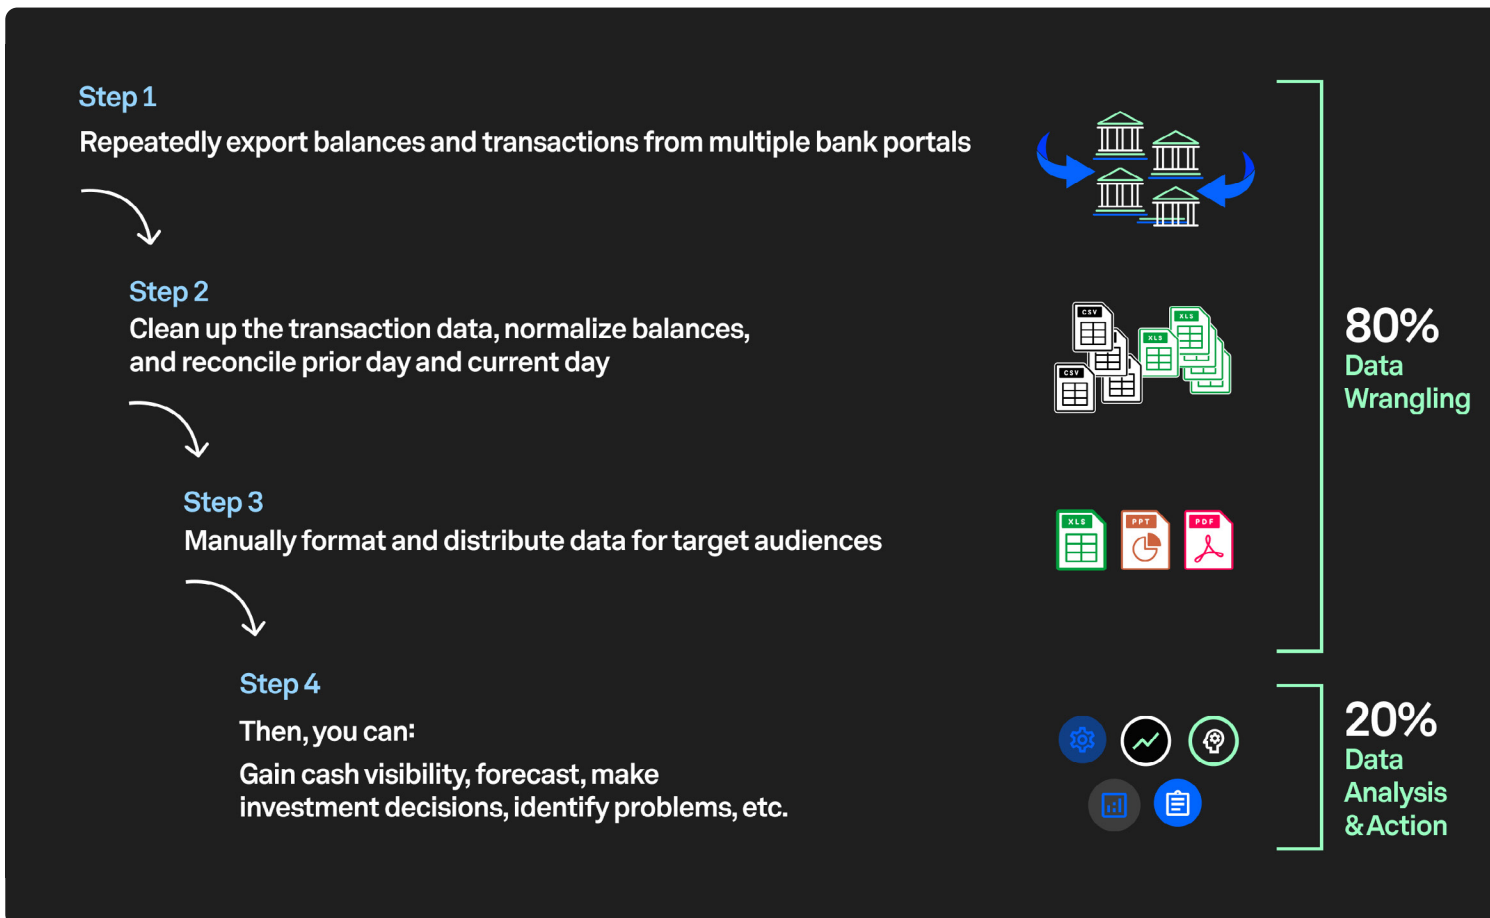 Step 1
Repeatedly export balances and transactions from multiple bank portals
Step 2
Clean up the transaction data, normalize balances,
and reconcile prior day and current day
CSV
CSV
XLS
XLS
80%
Data
Wrangling
Step 3
Manually format and distribute data for target audiences
XLS
PPT
PDF
Step 4
Then, you can:
Gain cash visibility, forecast, make
investment decisions, identify problems, etc.
20%
Data
Analysis
& Action